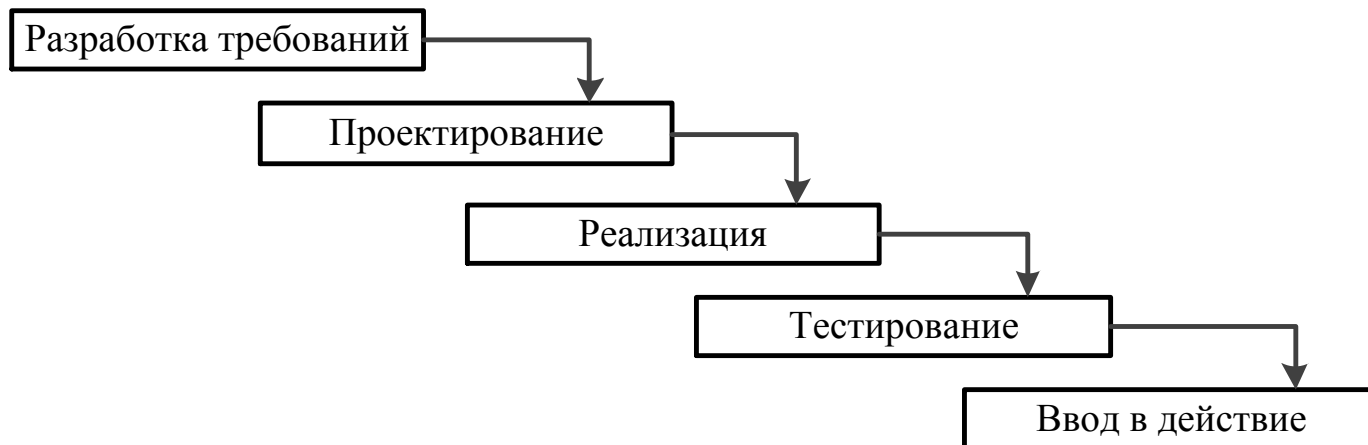 Разработка требований
Проектирование
Реализация
Тестирование
Ввод в действие